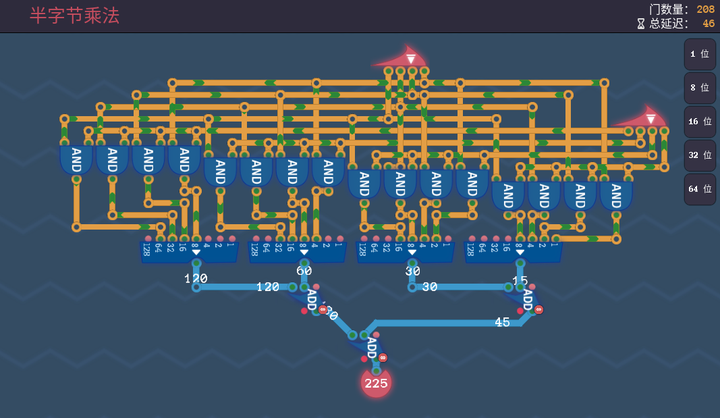 半字节乘法
门数量： 208
总延迟： 46
1 位
8 位
16 位
32 位
64 位
AND AND AND AND AND AND AND AND AND AND AND AND AND AND AND AND
128 64 32 16 8 4 2 1
128 64 32 16 8 4 2 1
128 64 32 16 8 4 2 1
128 64 32 16 8 4 2 1
120 60 30 15
120 30
ADD ADD
45
ADD
225